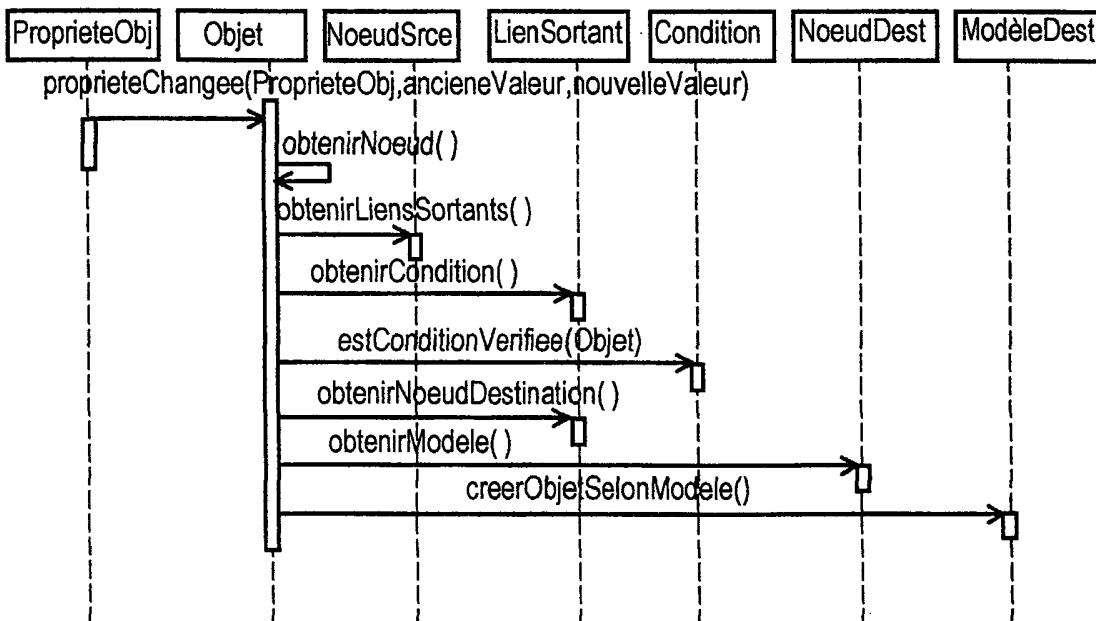 ProprieteObj Objet NoeudSrce LienSortant Condition NoeudDest ModèleDest
proprieteChangee(ProprieteObj,ancieneValeur,nouvelleValeur)
obtenirNoeud( )
obtenirLiensSortants( )
obtenirCondition( )
estConditionVerifiee(Objet)
obtenirNoeudDestination( )
obtenirModele( )
creerObjetSelonModele()